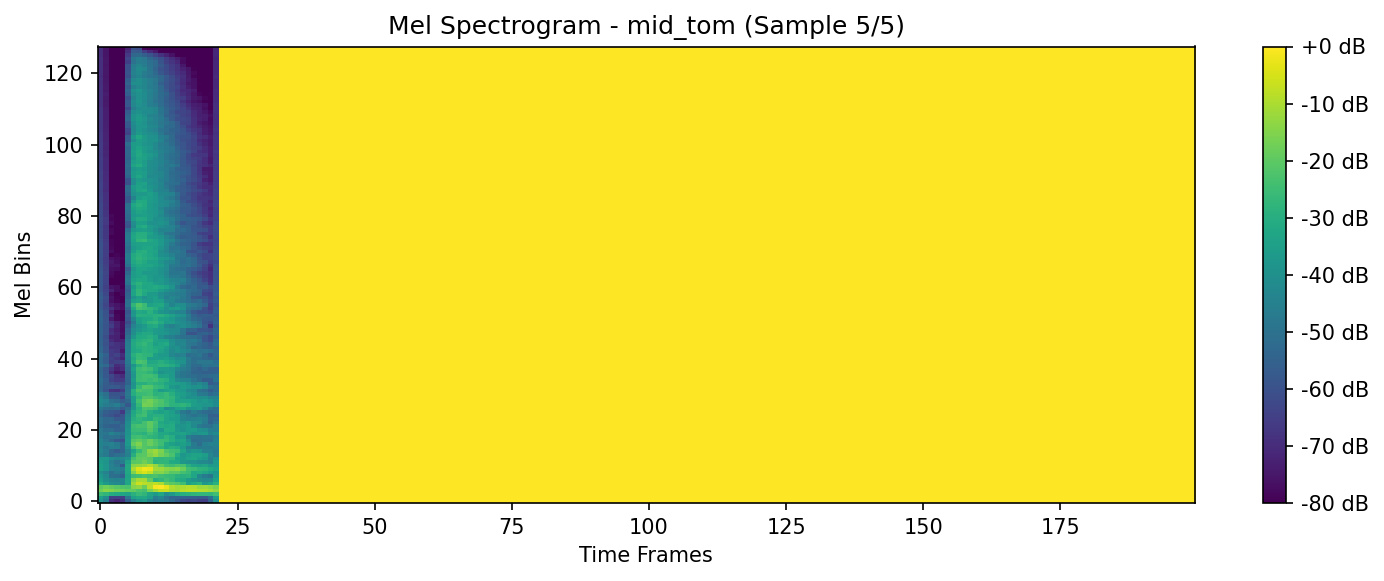 Mel Spectrogram - mid_tom (Sample 5/5)
120
100
80
60
40
20
0
Mel Bins
0
25
50
75
100
125
150
175
Time Frames
+0 dB
-10 dB
-20 dB
-30 dB
-40 dB
-50 dB
-60 dB
-70 dB
-80 dB